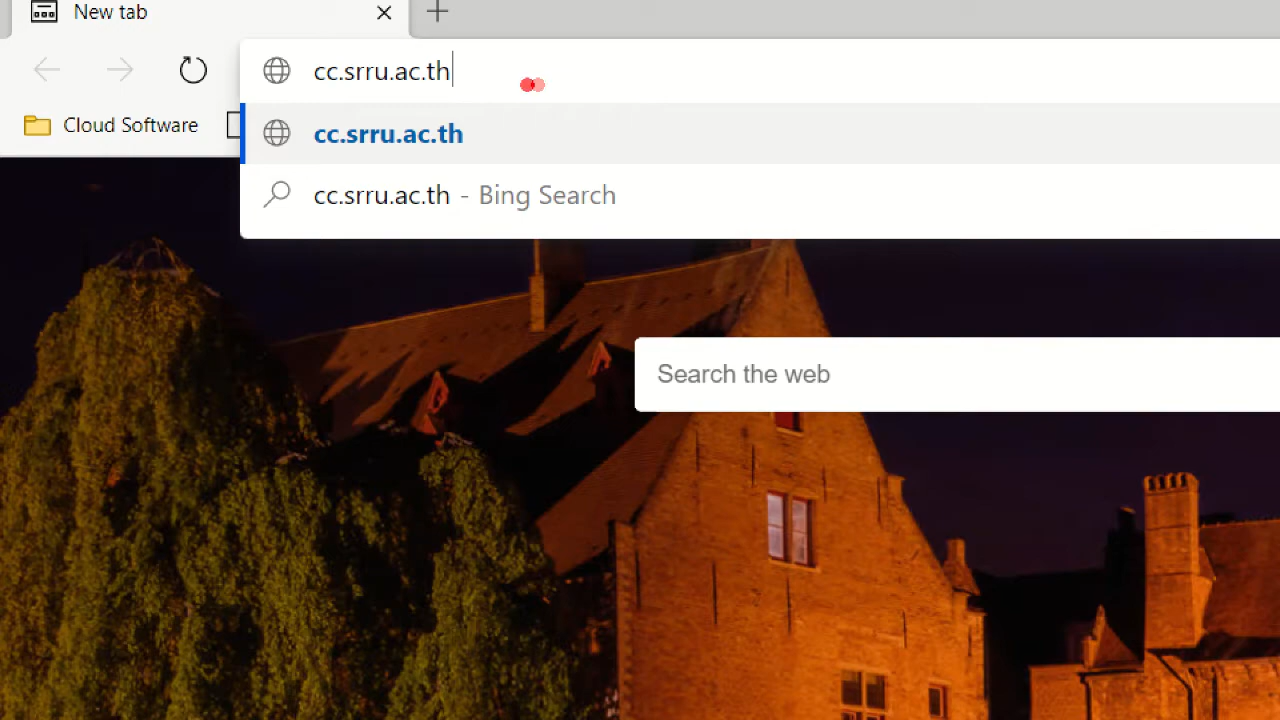 New tab
cc.srru.ac.th
Cloud Software
cc.srru.ac.th
cc.srru.ac.th - Bing Search
Search the web